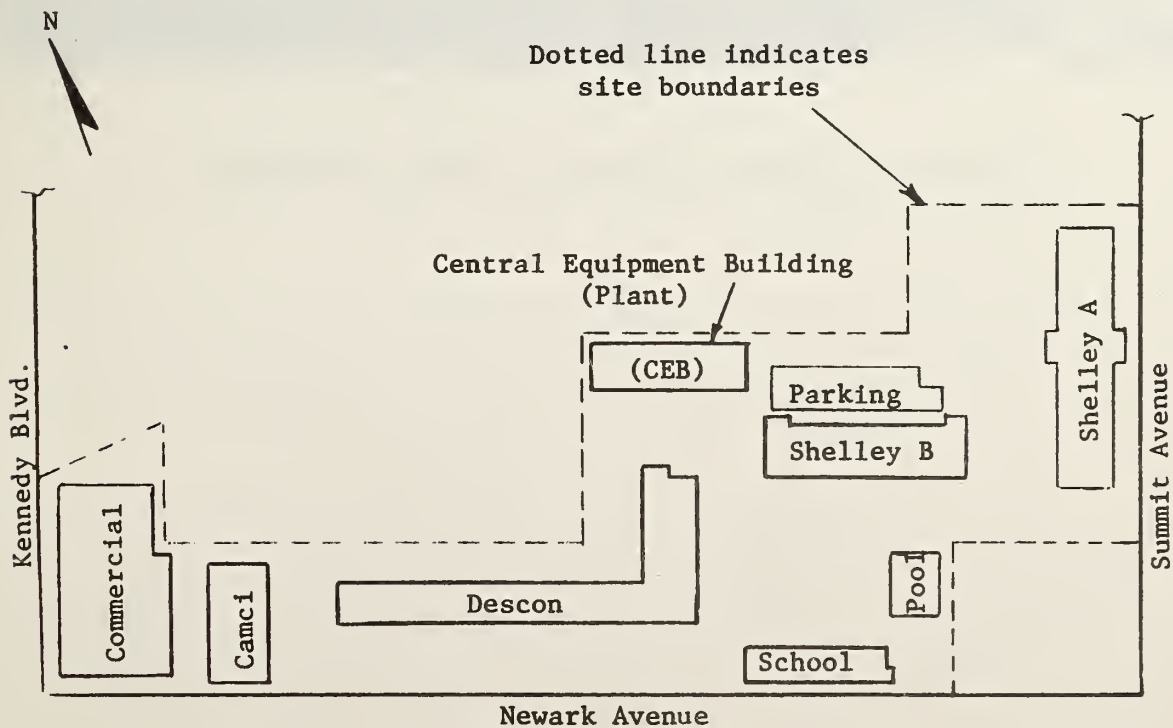 N
Dotted line indicates
site boundaries
Central Equipment Building
(Plant)
(CEB)
Parking
Shelley A
Shelley B
Kennedy Blvd.
Summit Avenue
Commercial
Camci
Descon
Pool
School
Newark Avenue